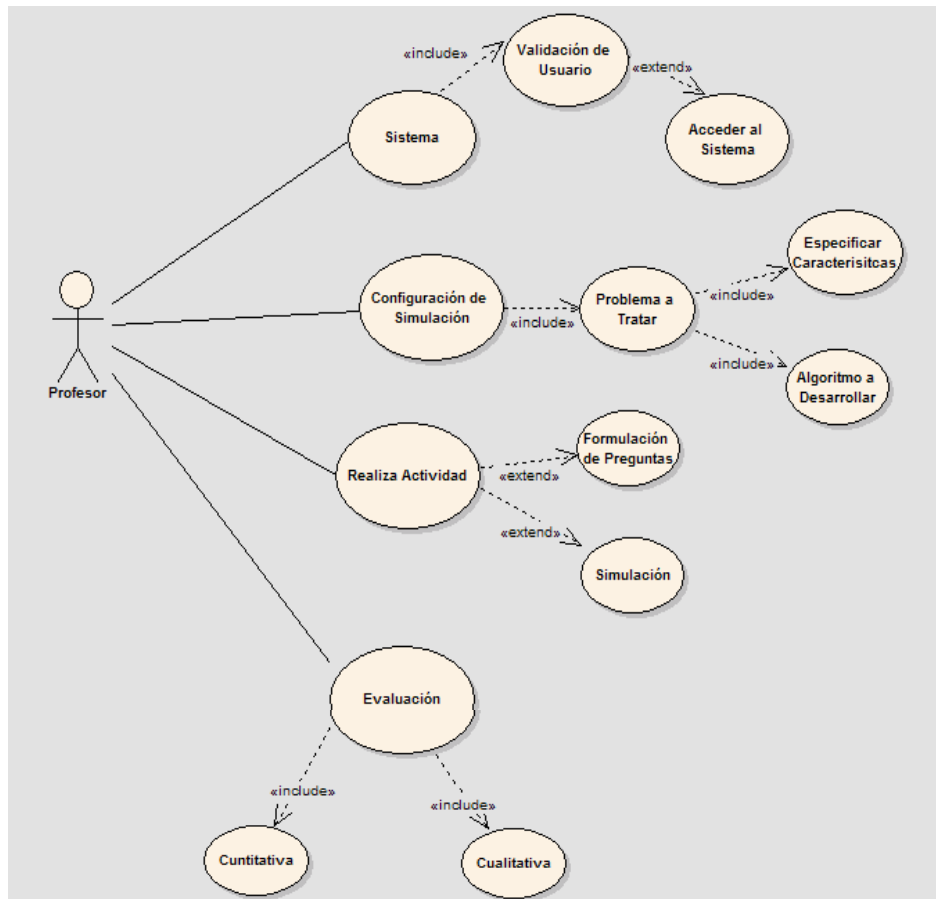 «include»
Validación de
Usuario
«extend»
Sistema
Acceder al
Sistema
Especificar
Caracterisitcas
Configuración de
Simulación
«include»
Problema a
Tratar
«include»
«include»
Algoritmo a
Desarrollar
Profesor
Realiza Actividad
Formulación
de Preguntas
«extend»
«extend»
Simulación
Evaluación
«include»
«include»
Cuntitativa
Cualitativa